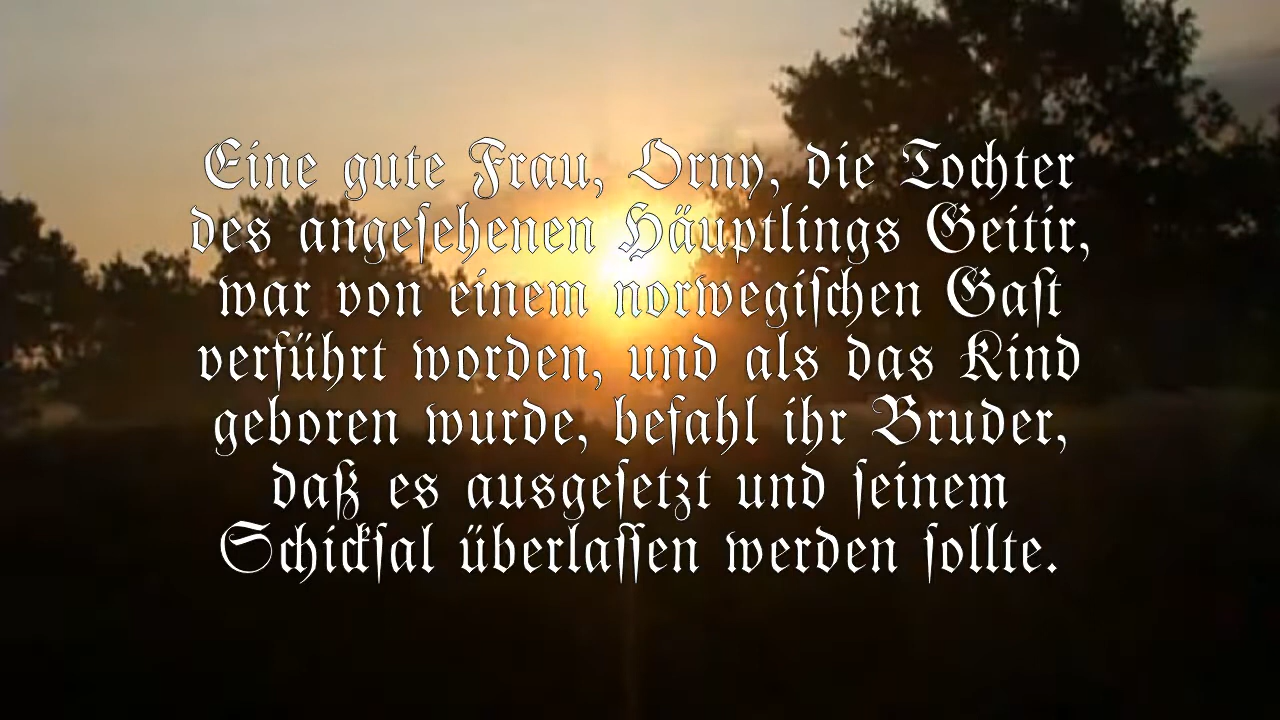 Eine gute Frau, Orny, die Tochter
des angeſehenen Häuptlings Geitir,
war von einem norwegiſchen Gaſt
verführt worden, und als das Kind
geboren wurde, befahl ihr Bruder,
daß es ausgeſetzt und ſeinem
Schickſal überlaſſen werden ſollte.